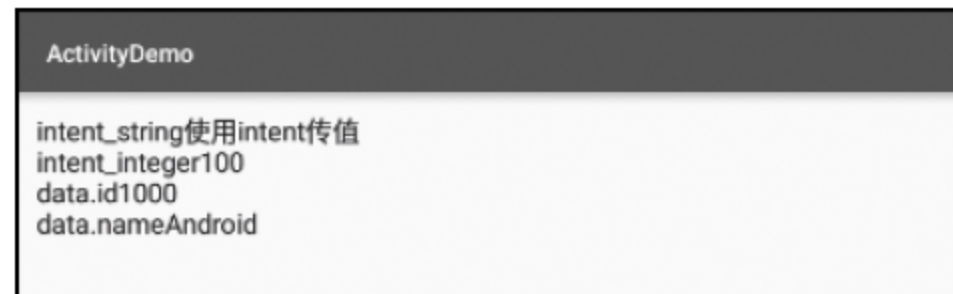 ActivityDemo
intent_string使用intent传值
intent_integer100
data.id1000
data.nameAndroid